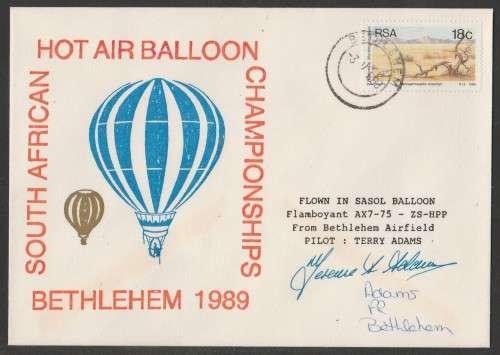 SOUTH AFRICAN
HOT AIR BALLOON
CHAMPIONSHIPS
BETHLEHEM 1989
RSA 18c
FLOWN IN SASOL BALLOON
Flamboyant AX7-75 - ZS-HPP
From Bethlehem Airfield
PILOT : TERRY ADAMS
Adams
PK
Bethlehem